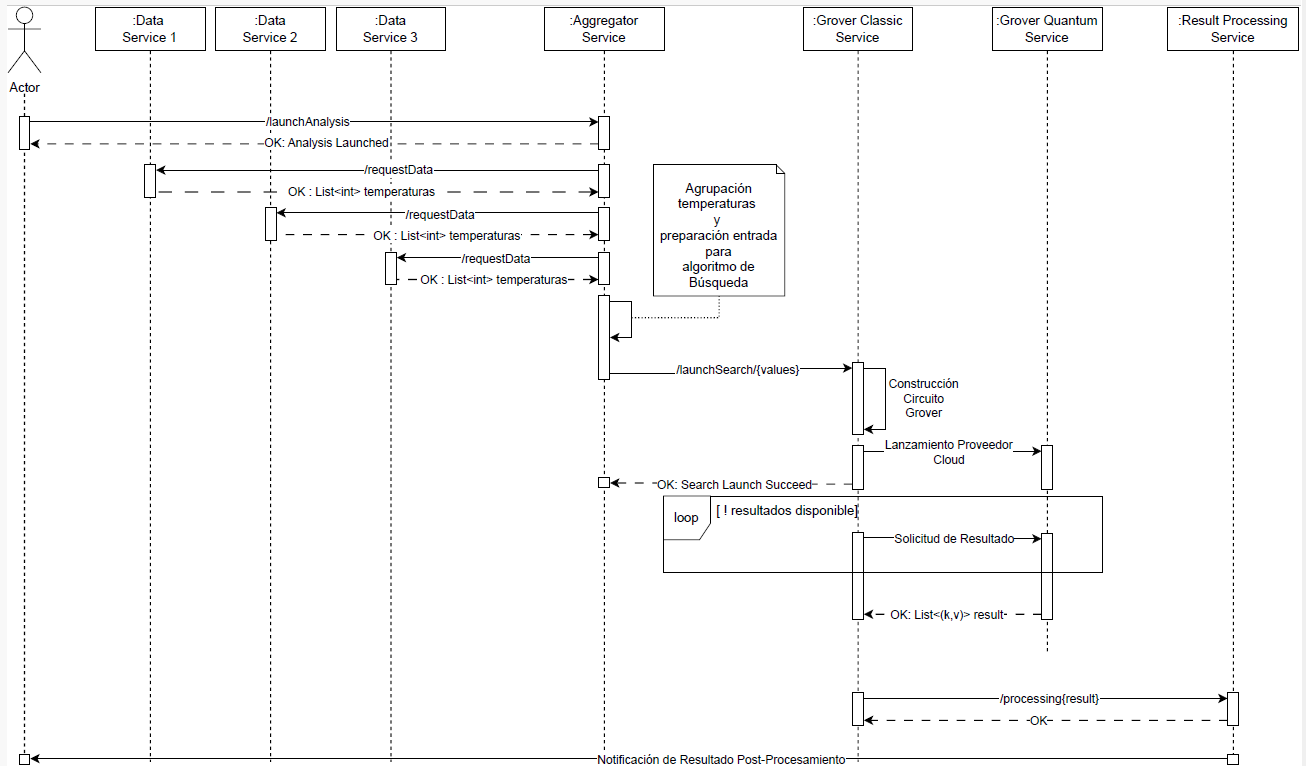 :Data
Service 1
:Data
Service 2
:Data
Service 3
:Aggregator
Service
:Grover Classic
Service
:Grover Quantum
Service
:Result Processing
Service
Actor
/launchAnalysis
OK: Analysis Launched
/requestData
OK : List<int> temperaturas
/requestData
OK : List<int> temperaturas
/requestData
OK : List<int> temperaturas
Agrupación
temperaturas
y
preparación entrada
para
algoritmo de
Búsqueda
/launchSearch/{values}
Construcción
Circuito
Grover
Lanzamiento Proveedor
Cloud
OK: Search Launch Succeed
loop
[ ! resultados disponible]
Solicitud de Resultado
OK: List<(k,v)> result
/processing{result}
OK
Notificación de Resultado Post-Procesamiento